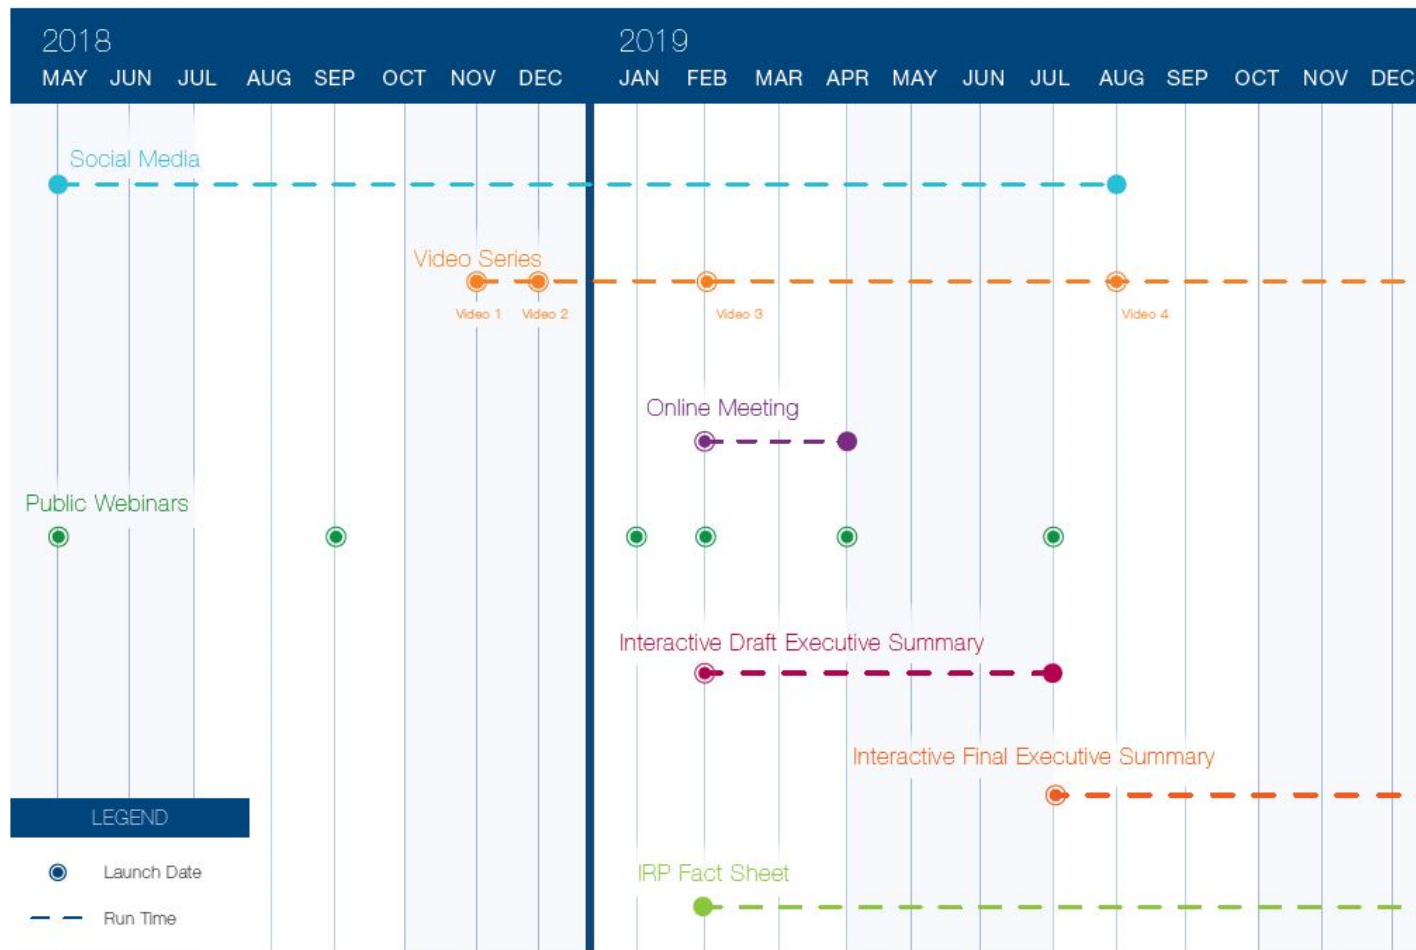 2018
2019
MAY JUN JUL AUG SEP OCT NOV DEC
JAN FEB MAR APR MAY JUN JUL AUG SEP OCT NOV DEC
Social Media
Video Series
Video 1 Video 2 Video 3 Video 4
Online Meeting
Public Webinars
Interactive Draft Executive Summary
Interactive Final Executive Summary
LEGEND
Launch Date
IRP Fact Sheet
Run Time